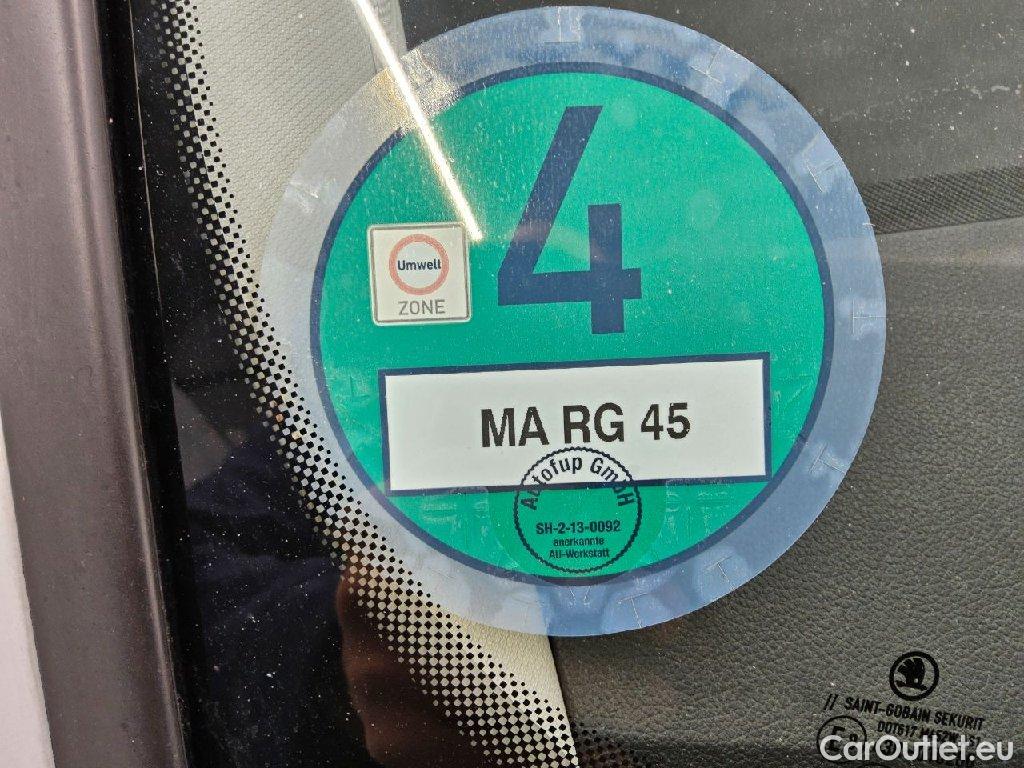 4
Umwelt
ZONE
MA RG 45
Autofup GmbH
SH-2-13-0092
anerkannte
AU-Werkstatt
// SAINT-GOBAIN SEKURIT
CarOutlet.eu